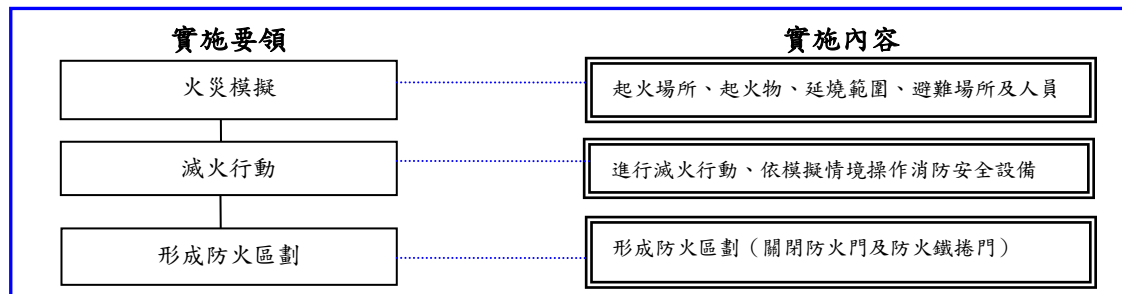 實施要領
實施內容
火災模擬
起火場所、起火物、延燒範圍、避難場所及人員
滅火行動
進行滅火行動、依模擬情境操作消防安全設備
形成防火區劃
形成防火區劃（關閉防火門及防火鐵捲門）